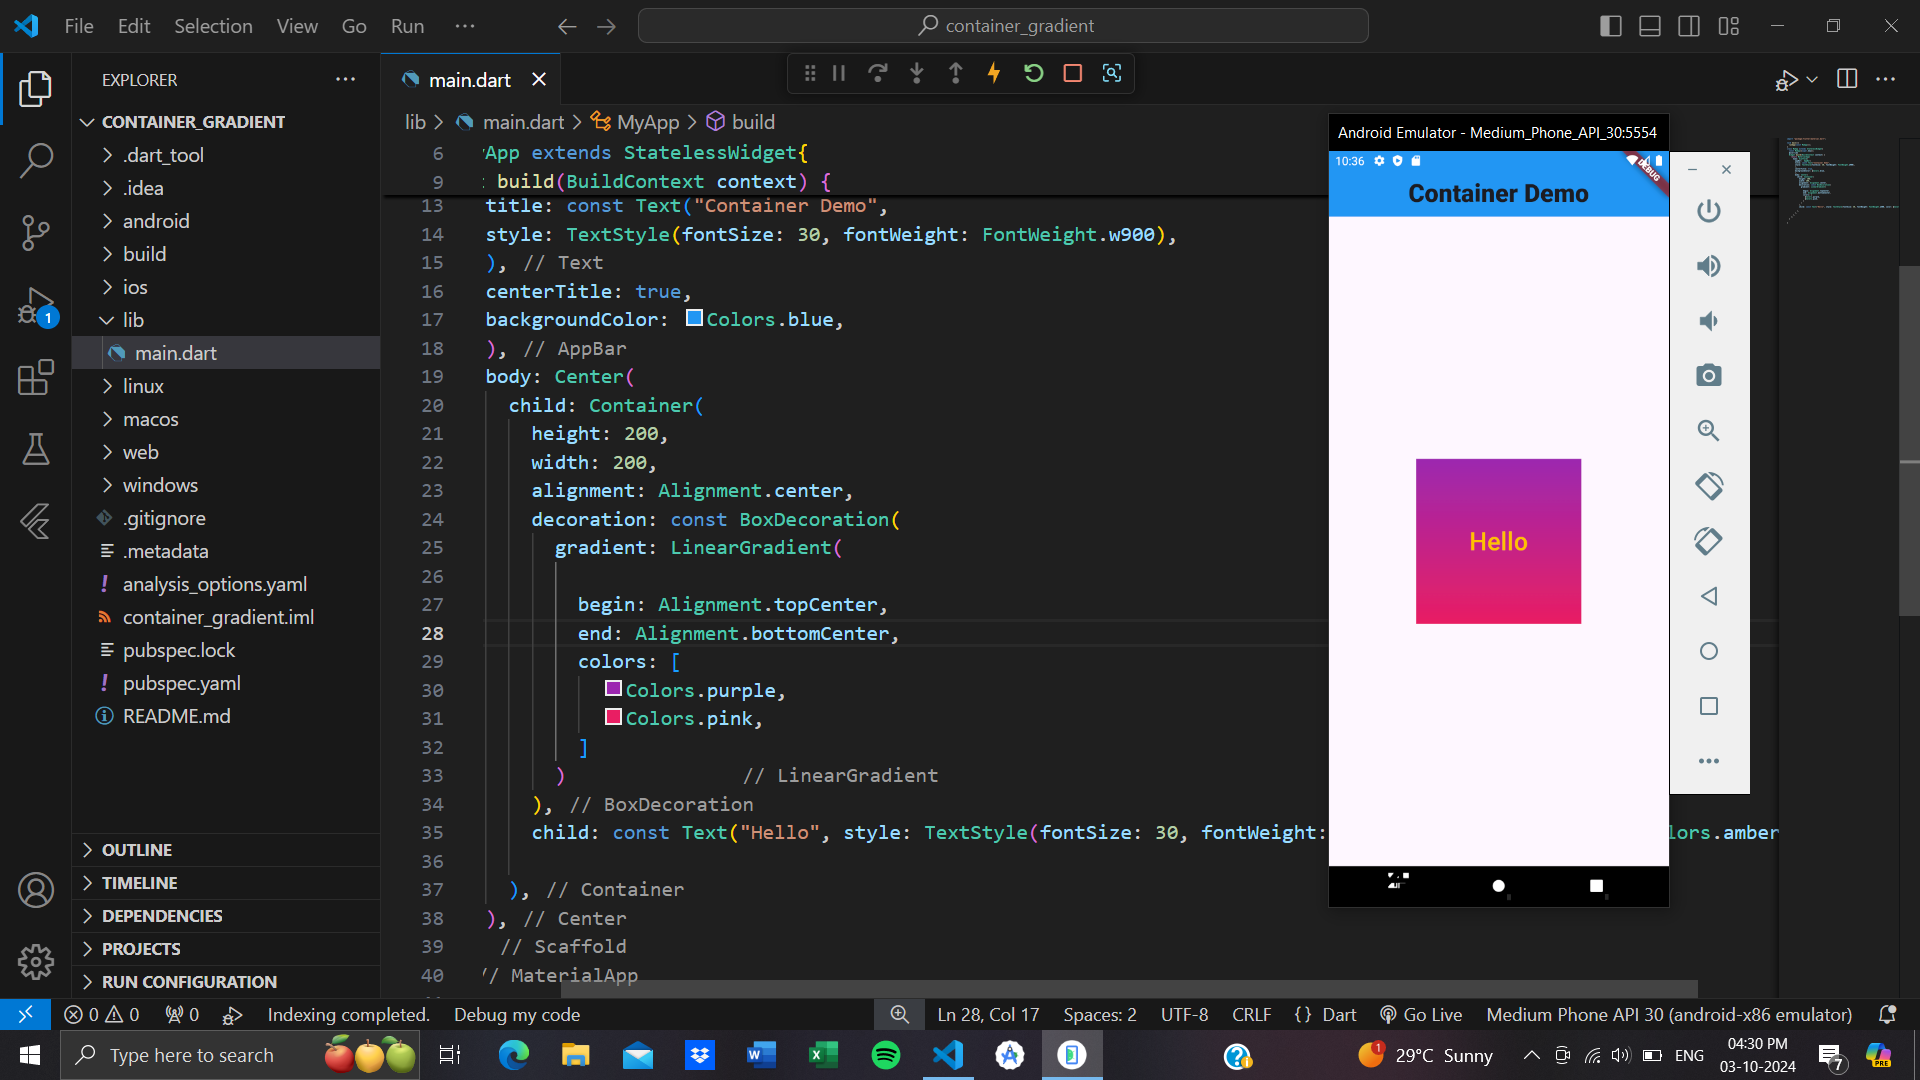 File Edit Selection View Go Run ... container_gradient
EXPLORER
CONTAINER_GRADIENT
.dart_tool
.idea
android
build
ios
lib
main.dart
linux
macos
web
windows
.gitignore
.metadata
analysis_options.yaml
container_gradient.iml
pubspec.lock
pubspec.yaml
README.md
OUTLINE
TIMELINE
DEPENDENCIES
PROJECTS
RUN CONFIGURATION
1
main.dart
lib > main.dart > MyApp > build
6 App extends StatelessWidget{
9 : build(BuildContext context) {
13 title: const Text("Container Demo",
14 style: TextStyle(fontSize: 30, fontWeight: FontWeight.w900),
15 ), // Text
16 centerTitle: true,
17 backgroundColor: Colors.blue,
18 ), // AppBar
19 body: Center(
20 child: Container(
21 height: 200,
22 width: 200,
23 alignment: Alignment.center,
24 decoration: const BoxDecoration(
25 gradient: LinearGradient(
26
27 begin: Alignment.topCenter,
28 end: Alignment.bottomCenter,
29 colors: [
30 Colors.purple,
31 Colors.pink,
32 ]
33 ) // LinearGradient
34 ), // BoxDecoration
35 child: const Text("Hello", style: TextStyle(fontSize: 30, fontWeight: lors.amber
36
37 ), // Container
38 ), // Center
39 // Scaffold
40 // MaterialApp
Android Emulator - Medium_Phone_API_30:5554
10:36
DEBUG
Container Demo
Hello
0 0 0 Indexing completed. Debug my code Ln 28, Col 17 Spaces: 2 UTF-8 CRLF {} Dart Go Live Medium Phone API 30 (android-x86 emulator)
Type here to search
1 29°C Sunny ENG 04:30 PM
03-10-2024
7
PRE